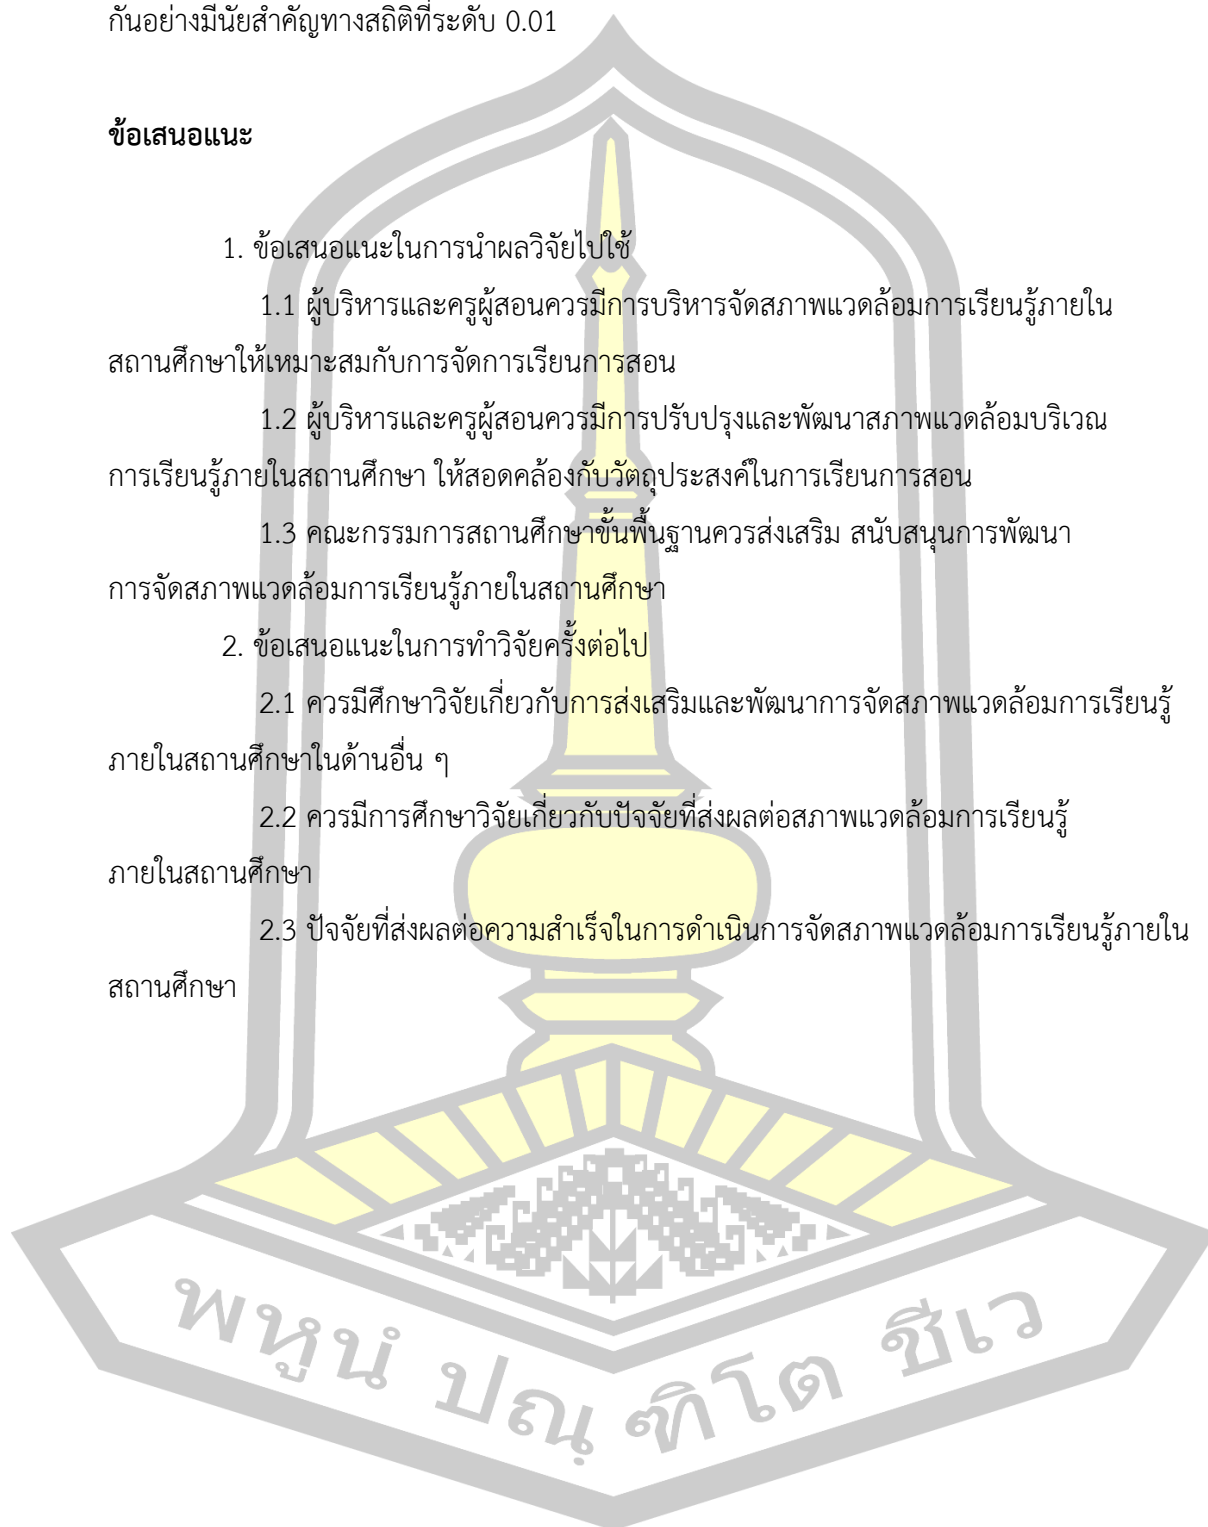 กันอย่างมีนัยสำคัญทางสถิติที่ระดับ 0.01
ข้อเสนอแนะ
1. ข้อเสนอแนะในการนำผลวิจัยไปใช้
1.1 ผู้บริหารและครูผู้สอนควรมีการบริหารจัดสภาพแวดล้อมการเรียนรู้ภายใน
สถานศึกษาให้เหมาะสมกับการจัดการเรียนการสอน
1.2 ผู้บริหารและครูผู้สอนควรมีการปรับปรุงและพัฒนาสภาพแวดล้อมบริเวณ
การเรียนรู้ภายในสถานศึกษา ให้สอดคล้องกับวัตถุประสงค์ในการเรียนการสอน
1.3 คณะกรรมการสถานศึกษาขั้นพื้นฐานควรส่งเสริม สนับสนุนการพัฒนา
การจัดสภาพแวดล้อมการเรียนรู้ภายในสถานศึกษา
2. ข้อเสนอแนะในการทำวิจัยครั้งต่อไป
2.1 ควรมีศึกษาวิจัยเกี่ยวกับการส่งเสริมและพัฒนาการจัดสภาพแวดล้อมการเรียนรู้
ภายในสถานศึกษาในด้านอื่น ๆ
2.2 ควรมีการศึกษาวิจัยเกี่ยวกับปัจจัยที่ส่งผลต่อสภาพแวดล้อมการเรียนรู้
ภายในสถานศึกษา
2.3 ปัจจัยที่ส่งผลต่อความสำเร็จในการดำเนินการจัดสภาพแวดล้อมการเรียนรู้ภายใน
สถานศึกษา
พหูนํ ปณฺฑิโต ชีเว